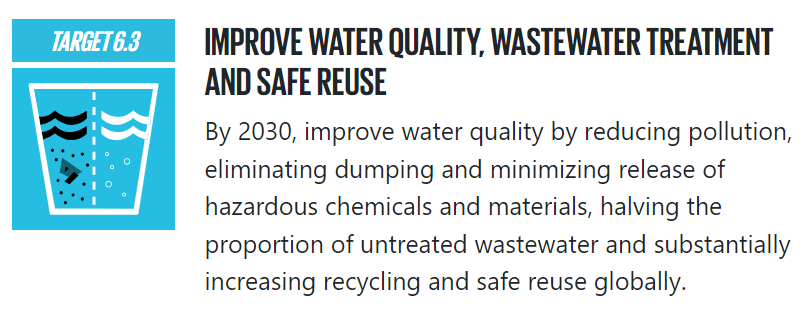 TARGET 6.3
IMPROVE WATER QUALITY, WASTEWATER TREATMENT
AND SAFE REUSE
By 2030, improve water quality by reducing pollution,
eliminating dumping and minimizing release of
hazardous chemicals and materials, halving the
proportion of untreated wastewater and substantially
increasing recycling and safe reuse globally.